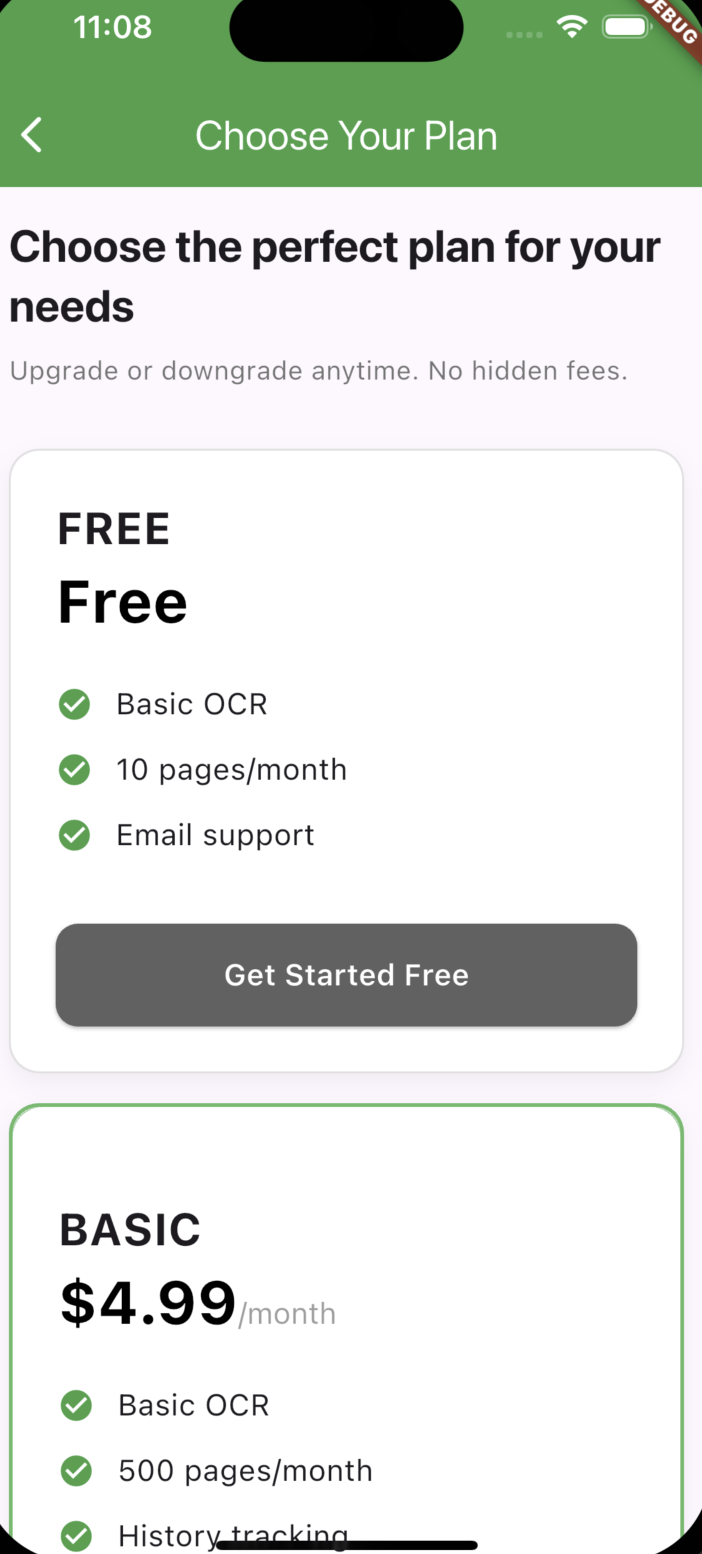 11:08
DEBUG
Choose Your Plan
Choose the perfect plan for your
needs
Upgrade or downgrade anytime. No hidden fees.
FREE
Free
Basic OCR
10 pages/month
Email support
Get Started Free
BASIC
$4.99/month
Basic OCR
500 pages/month
History tracking